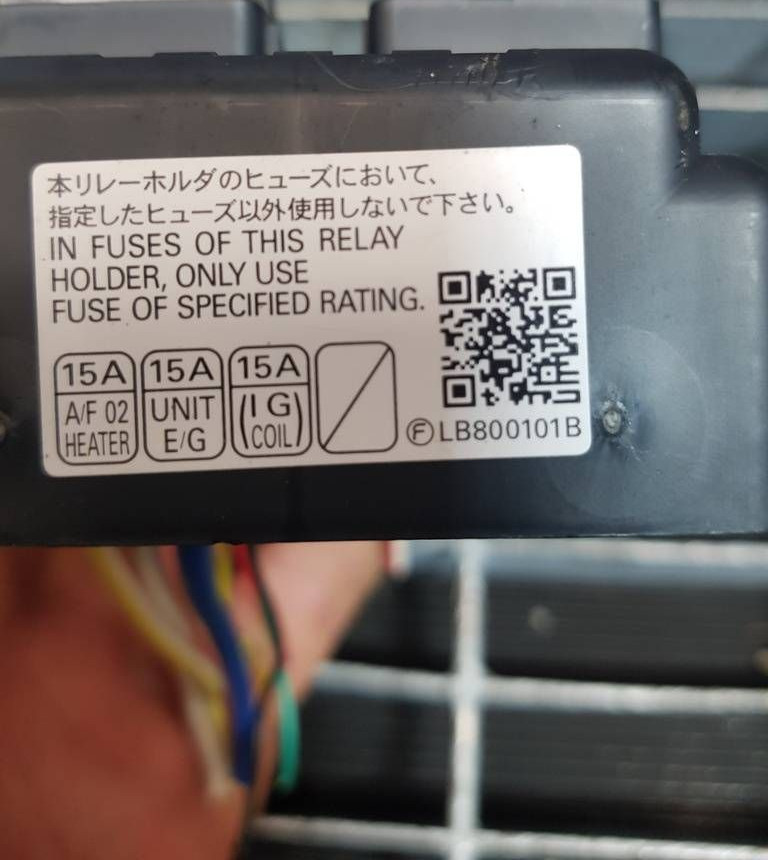 本リレーホルダのヒューズにおいて、
指定したヒューズ以外使用しないで下さい。
IN FUSES OF THIS RELAY
HOLDER, ONLY USE
FUSE OF SPECIFIED RATING.
15A 15A 15A
A/F 02 UNIT (I G)
HEATER E/G COIL
Ⓕ LB800101B